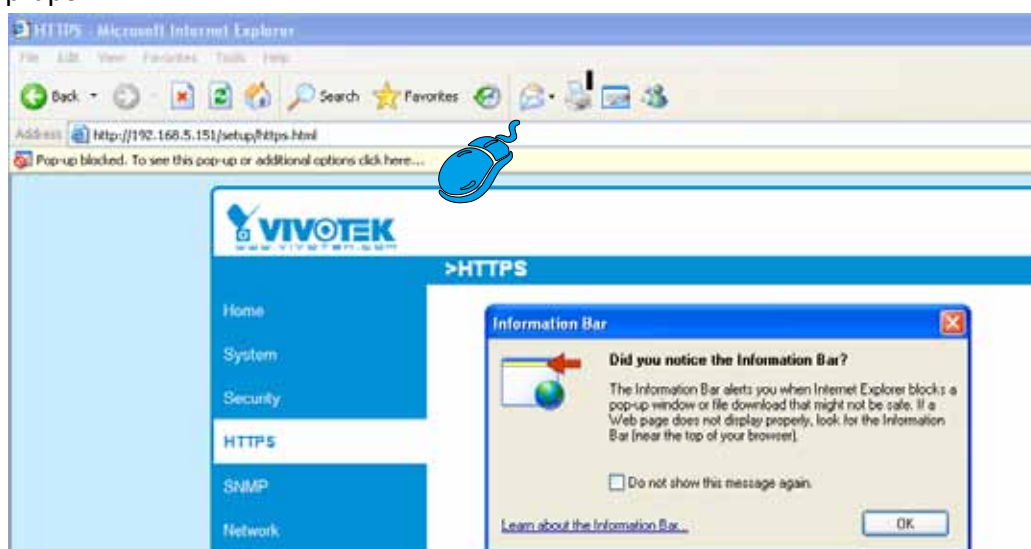 HTTPS - Microsoft Internet Explorer
File Edit View Favorites Tools Help
Back Search Favorites
Address http://192.168.5.151/setup/https.html
Pop-up blocked. To see this pop-up or additional options click here...
VIVOTEK
www.vivotek.com
>HTTPS
Home
System
Security
HTTPS
SNMP
Network
Information Bar
Did you notice the Information Bar?
The Information Bar alerts you when Internet Explorer blocks a
pop-up window or file download that might not be safe. If a
Web page does not display properly, look for the Information
Bar (near the top of your browser).
Do not show this message again.
Learn about the Information Bar...
OK